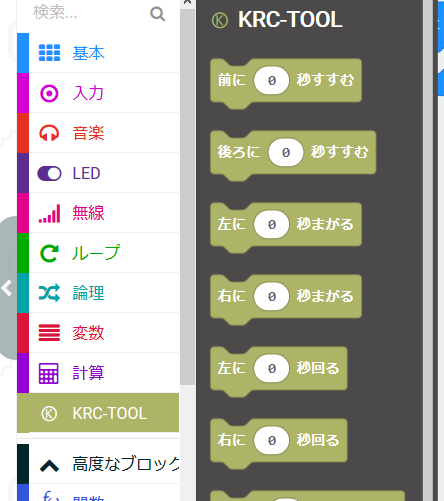 検索...
基本
入力
音楽
LED
無線
ループ
論理
変数
計算
KRC-TOOL
高度なブロック
関数
KRC-TOOL
前に 0 秒すすむ
後ろに 0 秒すすむ
左に 0 秒まがる
右に 0 秒まがる
左に 0 秒回る
右に 0 秒回る